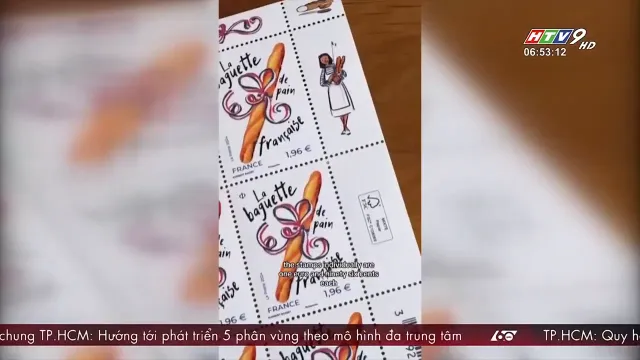 HTV9 HD
06:53:12
La
baguette
de pain
française
1,96 €
FRANCE
La
baguette
de
pain
française
1,96 €
FRANCE
the stamps individually are
one euro and ninety six cents
each
chung TP.HCM: Hướng tới phát triển 5 phân vùng theo mô hình đa trung tâm
TP.HCM: Quy h